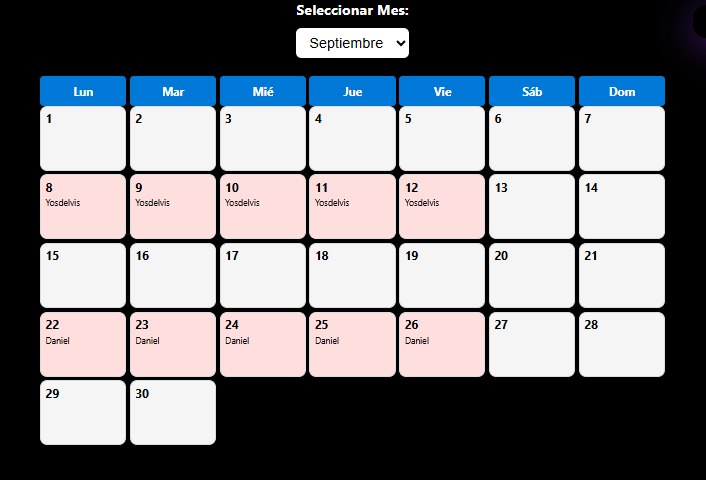 Seleccionar Mes:
Septiembre
Lun Mar Mié Jue Vie Sáb Dom
1 2 3 4 5 6 7
8 9 10 11 12 13 14
Yosdelvis Yosdelvis Yosdelvis Yosdelvis Yosdelvis
15 16 17 18 19 20 21
22 23 24 25 26 27 28
Daniel Daniel Daniel Daniel Daniel
29 30